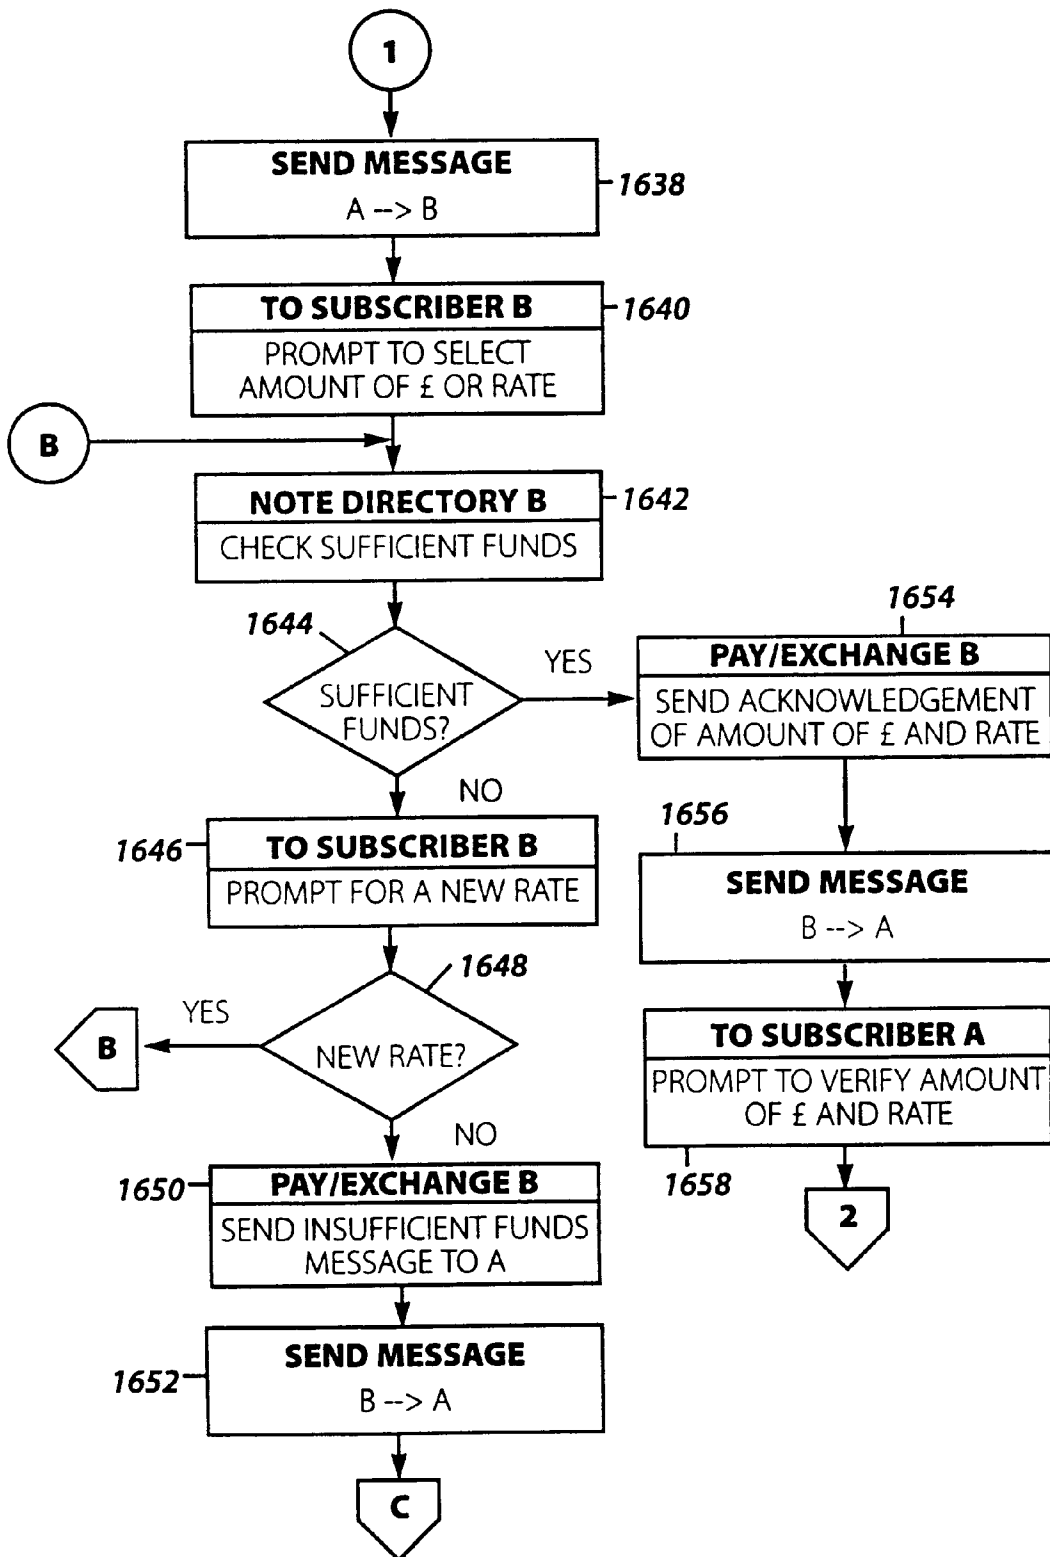 1
SEND MESSAGE
A --> B
1638
TO SUBSCRIBER B
1640
PROMPT TO SELECT
AMOUNT OF £ OR RATE
B
NOTE DIRECTORY B
1642
CHECK SUFFICIENT FUNDS
1644
SUFFICIENT
FUNDS?
YES
NO
1654
PAY/EXCHANGE B
SEND ACKNOWLEDGEMENT
OF AMOUNT OF £ AND RATE
1646
TO SUBSCRIBER B
PROMPT FOR A NEW RATE
1656
SEND MESSAGE
B --> A
1648
NEW RATE?
YES
B
NO
TO SUBSCRIBER A
PROMPT TO VERIFY AMOUNT
OF £ AND RATE
1658
2
1650
PAY/EXCHANGE B
SEND INSUFFICIENT FUNDS
MESSAGE TO A
1652
SEND MESSAGE
B --> A
C